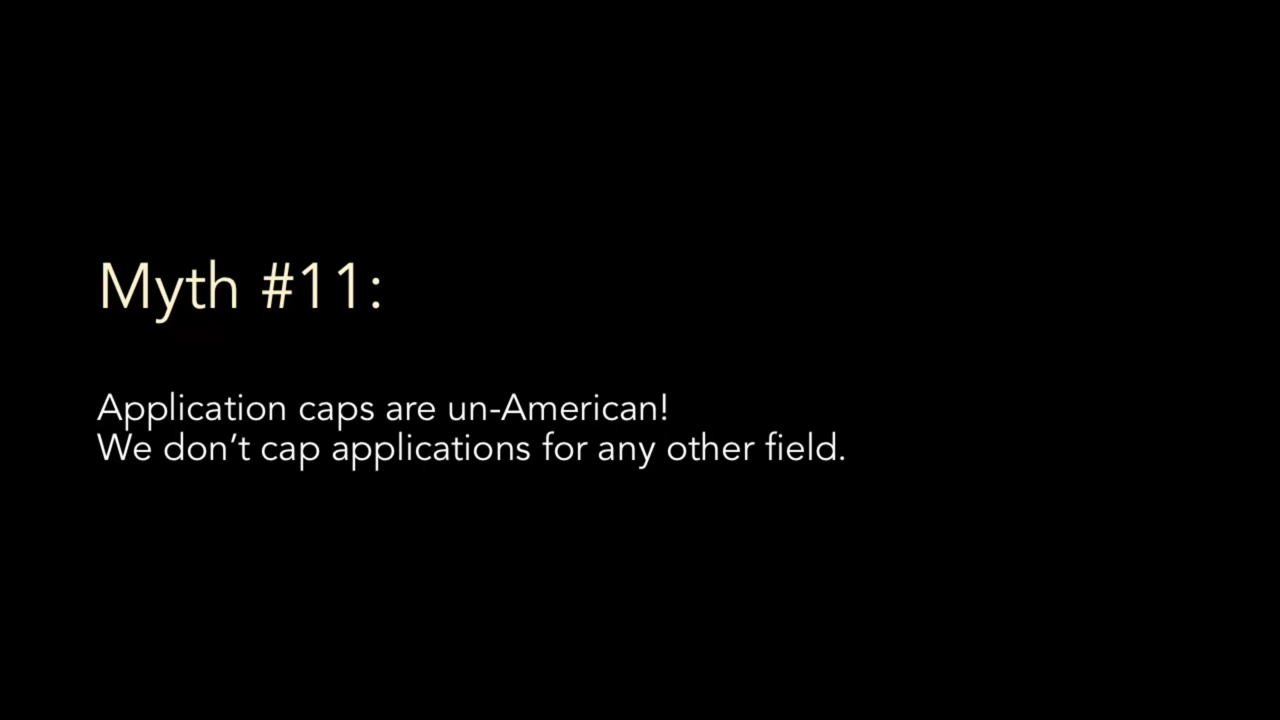 Myth #11:
Application caps are un-American!
We don’t cap applications for any other field.